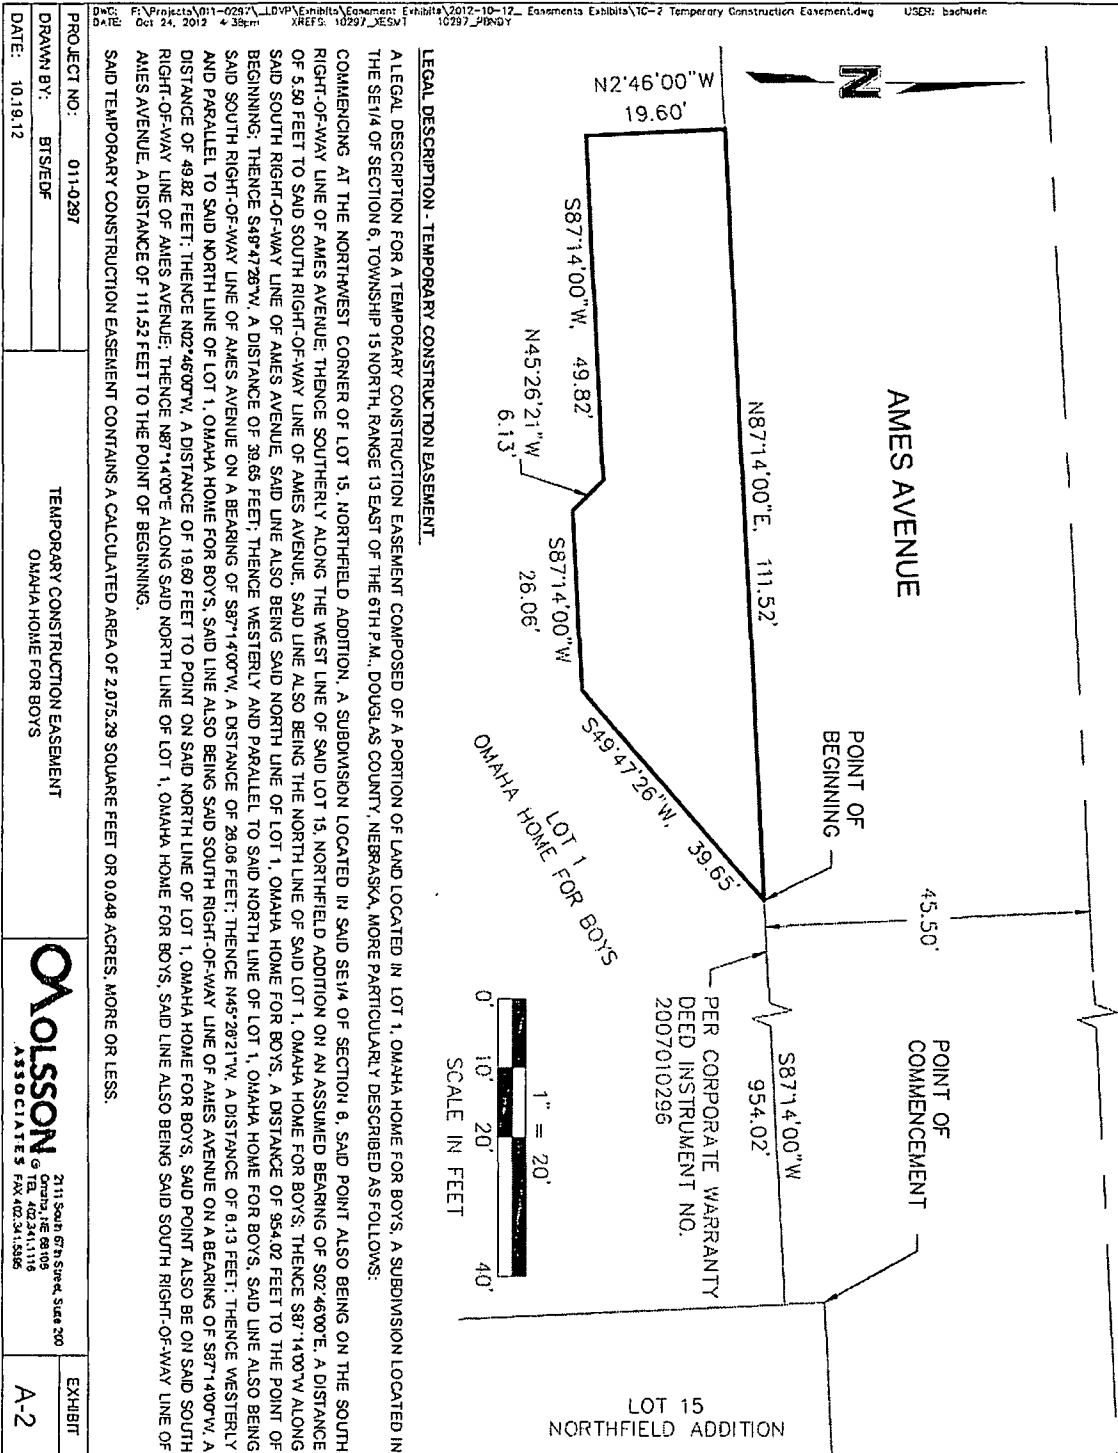 DWG: F:\Projects\011-0297\_LDVP\Exhibits\Easement Exhibits\2012-10-12_ Easements Exhibits\TC-2 Temporary Construction Easement.dwg USER: bachuele
DATE: Oct 24, 2012 4:38pm XREFS: 10297_XESMT 10297_PBNDY
N
AMES AVENUE
N2°46'00"W
19.60'
N87°14'00"E, 111.52'
S87°14'00"W, 49.82'
N45°26'21"W
6.13'
S87°14'00"W
26.06'
S49°47'26"W, 39.65'
POINT OF
BEGINNING
45.50'
POINT OF
COMMENCEMENT
S87°14'00"W
954.02'
PER CORPORATE WARRANTY
DEED INSTRUMENT NO.
2007010296
LOT 1
OMAHA HOME FOR BOYS
1" = 20'
0' 10' 20' 40'
SCALE IN FEET
LOT 15
NORTHFIELD ADDITION
LEGAL DESCRIPTION - TEMPORARY CONSTRUCTION EASEMENT
A LEGAL DESCRIPTION FOR A TEMPORARY CONSTRUCTION EASEMENT COMPOSED OF A PORTION OF LAND LOCATED IN LOT 1, OMAHA HOME FOR BOYS, A SUBDIVISION LOCATED IN
THE SE1/4 OF SECTION 6, TOWNSHIP 15 NORTH, RANGE 13 EAST OF THE 6TH P.M., DOUGLAS COUNTY, NEBRASKA, MORE PARTICULARLY DESCRIBED AS FOLLOWS:
COMMENCING AT THE NORTHWEST CORNER OF LOT 15, NORTHFIELD ADDITION, A SUBDIVISION LOCATED IN SAID SE1/4 OF SECTION 6, SAID POINT ALSO BEING ON THE SOUTH
RIGHT-OF-WAY LINE OF AMES AVENUE; THENCE SOUTHERLY ALONG THE WEST LINE OF SAID LOT 15, NORTHFIELD ADDITION ON AN ASSUMED BEARING OF S02°46'00"E, A DISTANCE
OF 5.50 FEET TO SAID SOUTH RIGHT-OF-WAY LINE OF AMES AVENUE, SAID LINE ALSO BEING THE NORTH LINE OF SAID LOT 1, OMAHA HOME FOR BOYS; THENCE S87°14'00"W ALONG
SAID SOUTH RIGHT-OF-WAY LINE OF AMES AVENUE, SAID LINE ALSO BEING SAID NORTH LINE OF LOT 1, OMAHA HOME FOR BOYS, A DISTANCE OF 954.02 FEET TO THE POINT OF
BEGINNING; THENCE S49°47'26"W, A DISTANCE OF 39.65 FEET; THENCE WESTERLY AND PARALLEL TO SAID NORTH LINE OF LOT 1, OMAHA HOME FOR BOYS, SAID LINE ALSO BEING
SAID SOUTH RIGHT-OF-WAY LINE OF AMES AVENUE ON A BEARING OF S87°14'00"W, A DISTANCE OF 26.06 FEET; THENCE N45°26'21"W, A DISTANCE OF 6.13 FEET; THENCE WESTERLY
AND PARALLEL TO SAID NORTH LINE OF LOT 1, OMAHA HOME FOR BOYS, SAID LINE ALSO BEING SAID SOUTH RIGHT-OF-WAY LINE OF AMES AVENUE ON A BEARING OF S87°14'00"W, A
DISTANCE OF 49.82 FEET; THENCE N02°46'00"W, A DISTANCE OF 19.60 FEET TO POINT ON SAID NORTH LINE OF LOT 1, OMAHA HOME FOR BOYS, SAID POINT ALSO BE ON SAID SOUTH
RIGHT-OF-WAY LINE OF AMES AVENUE; THENCE N87°14'00"E ALONG SAID NORTH LINE OF LOT 1, OMAHA HOME FOR BOYS, SAID LINE ALSO BEING SAID SOUTH RIGHT-OF-WAY LINE OF
AMES AVENUE, A DISTANCE OF 111.52 FEET TO THE POINT OF BEGINNING.
SAID TEMPORARY CONSTRUCTION EASEMENT CONTAINS A CALCULATED AREA OF 2,075.29 SQUARE FEET OR 0.048 ACRES, MORE OR LESS.
PROJECT NO: 011-0297
DRAWN BY: BTS/EDF
DATE: 10.19.12
TEMPORARY CONSTRUCTION EASEMENT
OMAHA HOME FOR BOYS
OLSSON
ASSOCIATES
2111 South 67th Street, Suite 200
Omaha, NE 68106
TEL 402.341.1116
FAX 402.341.5895
EXHIBIT
A-2